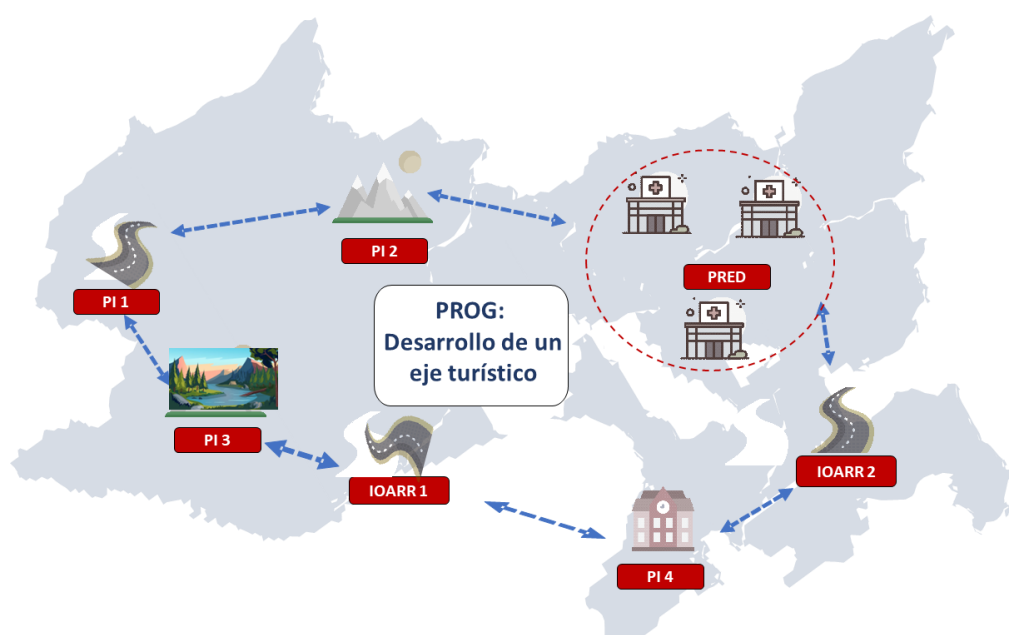 PI 2
PRED
PI 1
PROG:
Desarrollo de un
eje turístico
PI 3
IOARR 1
IOARR 2
PI 4